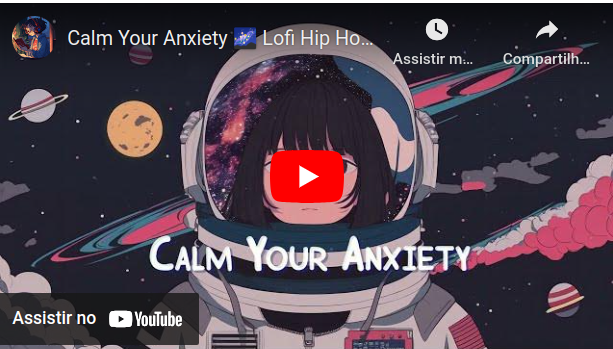 Calm Your Anxiety 🌌 Lofi Hip Ho...
Assistir m...
Compartilh...
CALM YOUR ANXIETY
Assistir no YouTube